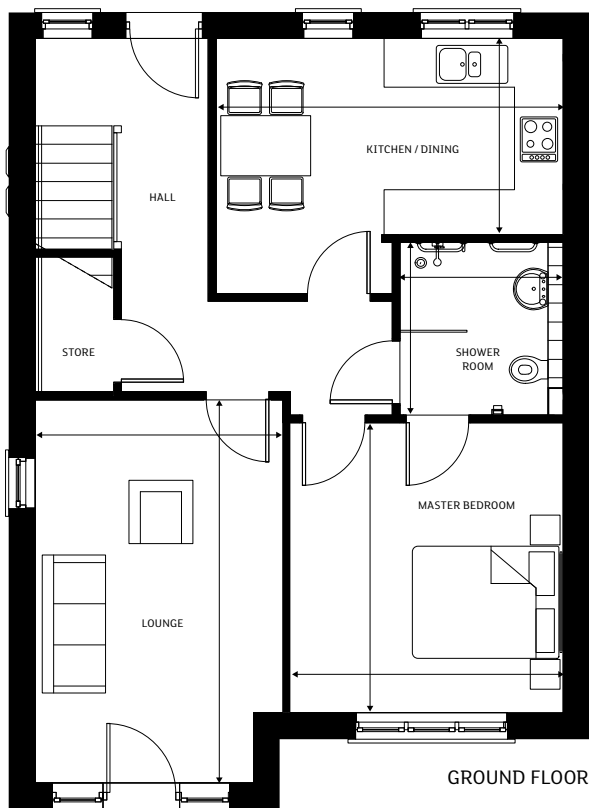 KITCHEN / DINING
HALL
STORE
SHOWER
ROOM
MASTER BEDROOM
LOUNGE
GROUND FLOOR